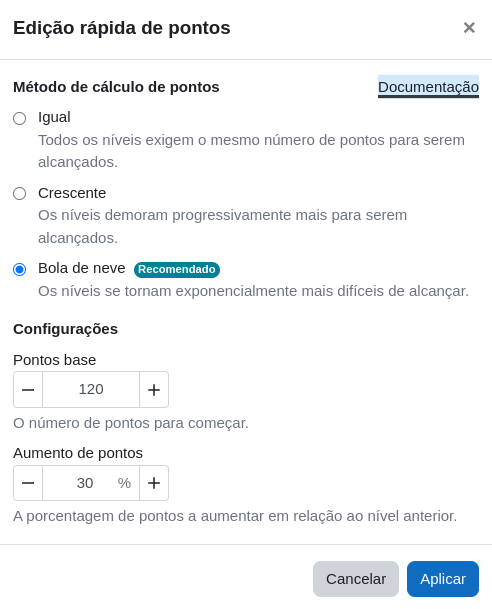 Edição rápida de pontos
×
Método de cálculo de pontos
Documentação
Igual
Todos os níveis exigem o mesmo número de pontos para serem
alcançados.
Crescente
Os níveis demoram progressivamente mais para serem
alcançados.
Bola de neve Recomendado
Os níveis se tornam exponencialmente mais difíceis de alcançar.
Configurações
Pontos base
− 120 +
O número de pontos para começar.
Aumento de pontos
− 30 % +
A porcentagem de pontos a aumentar em relação ao nível anterior.
Cancelar Aplicar